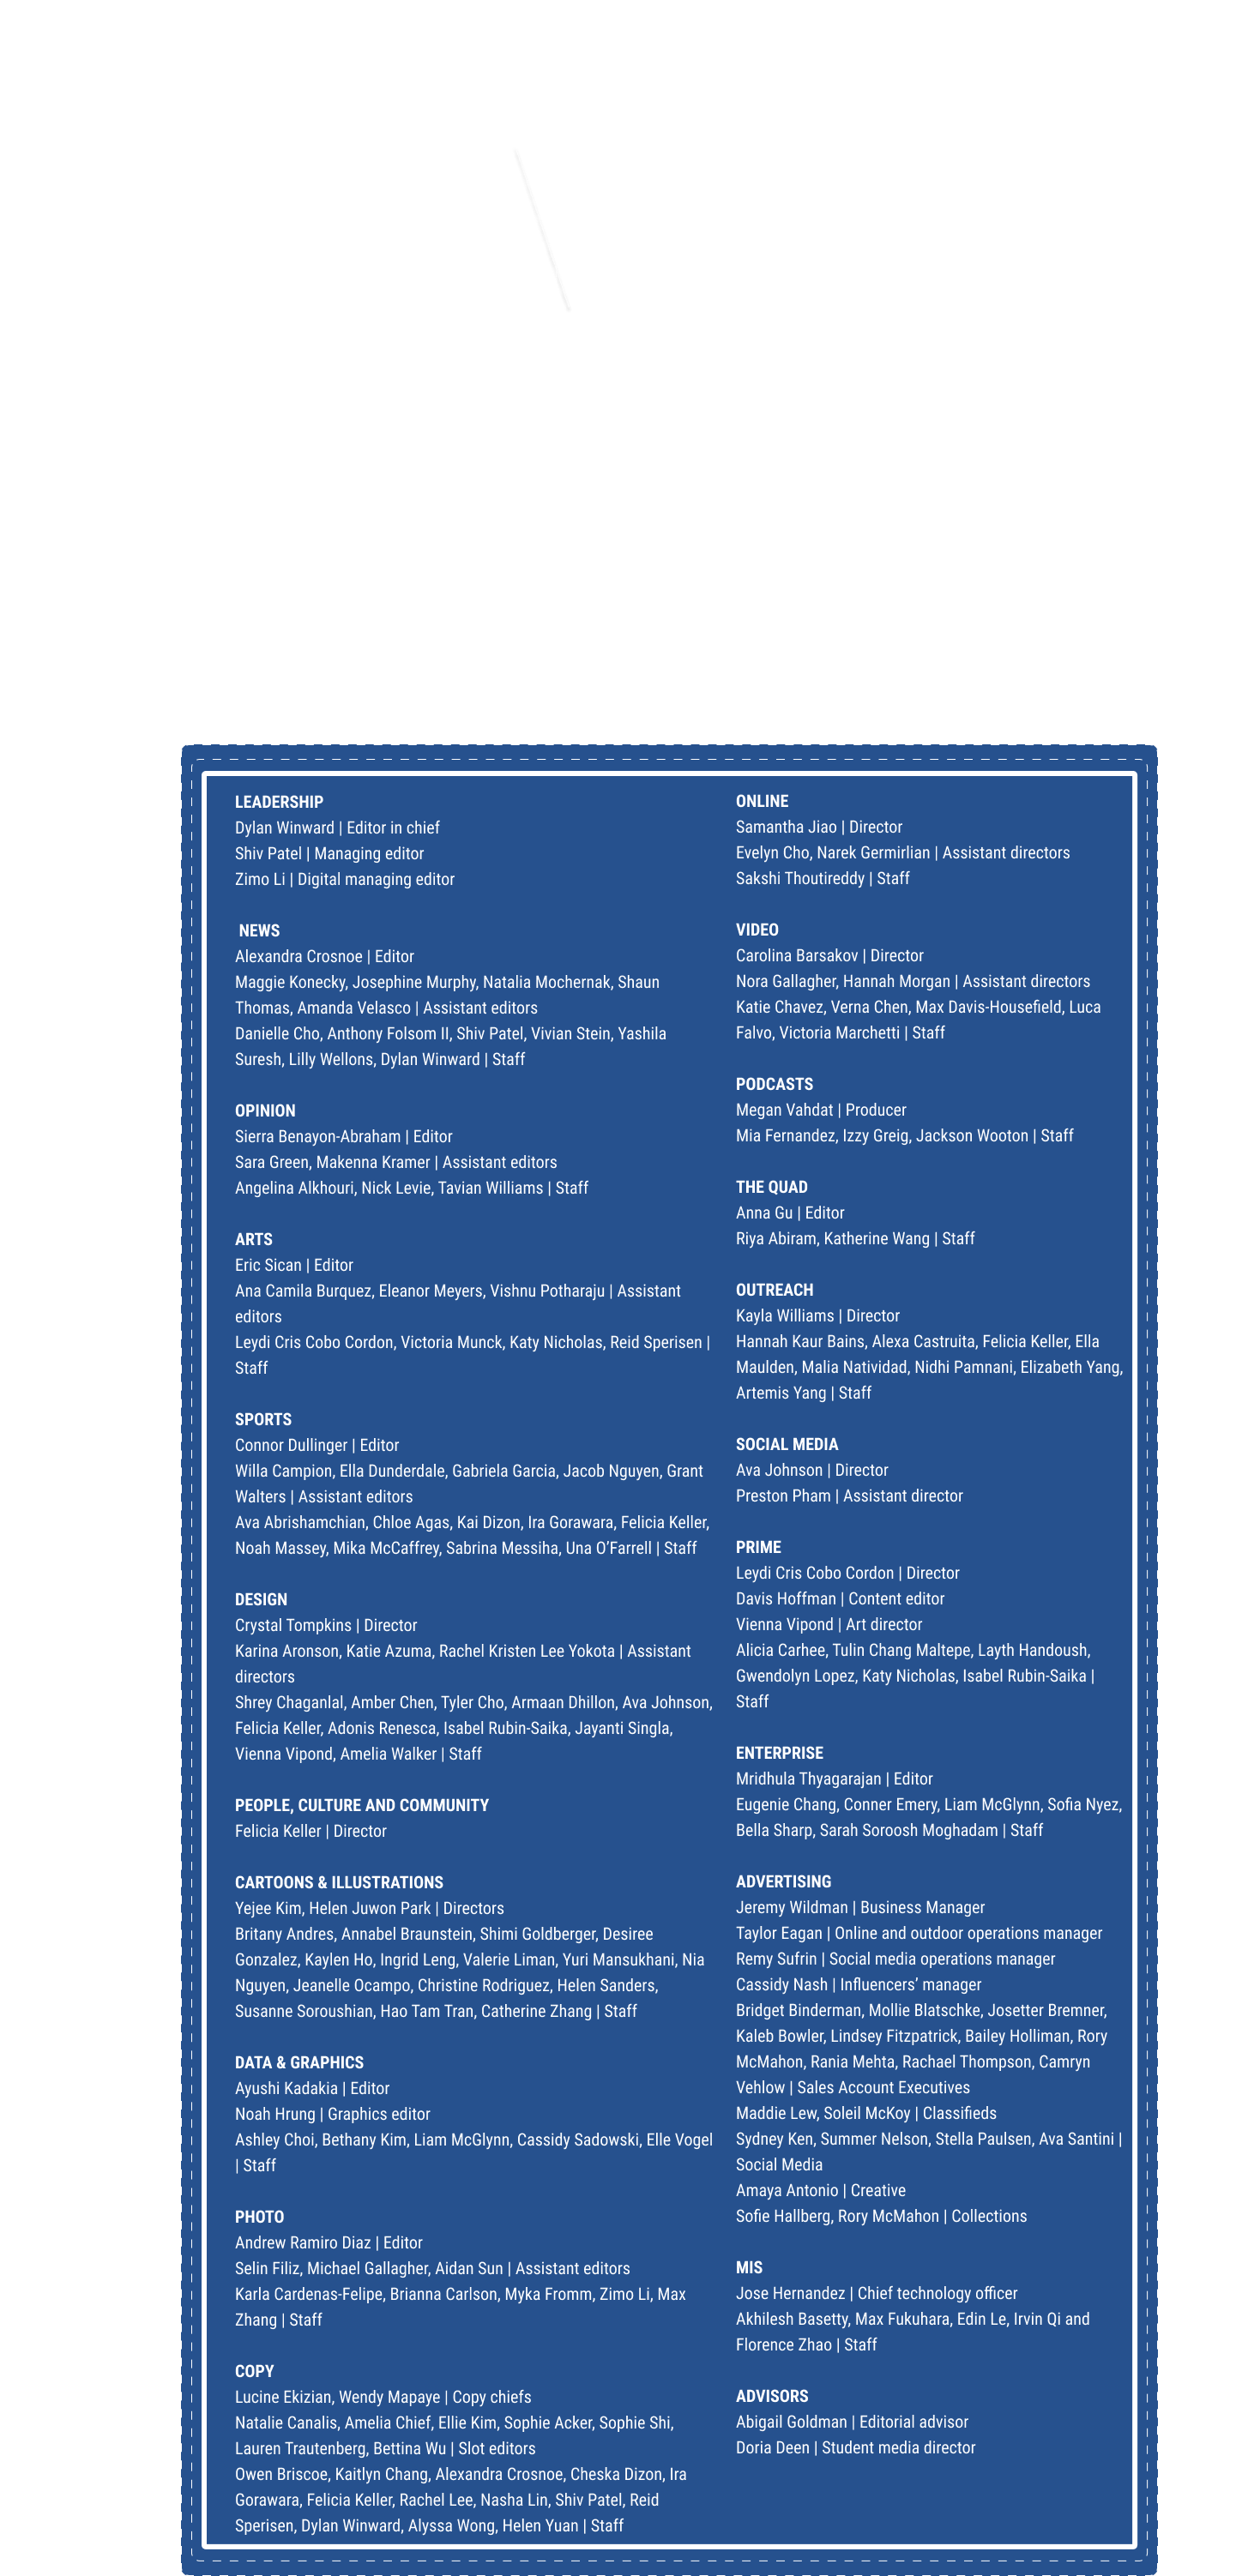 LEADERSHIP
Dylan Winward | Editor in chief
Shiv Patel | Managing editor
Zimo Li | Digital managing editor
NEWS
Alexandra Crosnoe | Editor
Maggie Konecky, Josephine Murphy, Natalia Mochernak, Shaun
Thomas, Amanda Velasco | Assistant editors
Danielle Cho, Anthony Folsom II, Shiv Patel, Vivian Stein, Yashila
Suresh, Lilly Wellons, Dylan Winward | Staff
OPINION
Sierra Benayon-Abraham | Editor
Sara Green, Makenna Kramer | Assistant editors
Angelina Alkhouri, Nick Levie, Tavian Williams | Staff
ARTS
Eric Sican | Editor
Ana Camila Burquez, Eleanor Meyers, Vishnu Potharaju | Assistant
editors
Leydi Cris Cobo Cordon, Victoria Munck, Katy Nicholas, Reid Sperisen |
Staff
SPORTS
Connor Dullinger | Editor
Willa Campion, Ella Dunderdale, Gabriela Garcia, Jacob Nguyen, Grant
Walters | Assistant editors
Ava Abrishamchian, Chloe Agas, Kai Dizon, Ira Gorawara, Felicia Keller,
Noah Massey, Mika McCaffrey, Sabrina Messiha, Una O’Farrell | Staff
DESIGN
Crystal Tompkins | Director
Karina Aronson, Katie Azuma, Rachel Kristen Lee Yokota | Assistant
directors
Shrey Chaganlal, Amber Chen, Tyler Cho, Armaan Dhillon, Ava Johnson,
Felicia Keller, Adonis Renesca, Isabel Rubin-Saika, Jayanti Singla,
Vienna Vipond, Amelia Walker | Staff
PEOPLE, CULTURE AND COMMUNITY
Felicia Keller | Director
CARTOONS & ILLUSTRATIONS
Yejee Kim, Helen Juwon Park | Directors
Britany Andres, Annabel Braunstein, Shimi Goldberger, Desiree
Gonzalez, Kaylen Ho, Ingrid Leng, Valerie Liman, Yuri Mansukhani, Nia
Nguyen, Jeanelle Ocampo, Christine Rodriguez, Helen Sanders,
Susanne Soroushian, Hao Tam Tran, Catherine Zhang | Staff
DATA & GRAPHICS
Ayushi Kadakia | Editor
Noah Hrung | Graphics editor
Ashley Choi, Bethany Kim, Liam McGlynn, Cassidy Sadowski, Elle Vogel
| Staff
PHOTO
Andrew Ramiro Diaz | Editor
Selin Filiz, Michael Gallagher, Aidan Sun | Assistant editors
Karla Cardenas-Felipe, Brianna Carlson, Myka Fromm, Zimo Li, Max
Zhang | Staff
COPY
Lucine Ekizian, Wendy Mapaye | Copy chiefs
Natalie Canalis, Amelia Chief, Ellie Kim, Sophie Acker, Sophie Shi,
Lauren Trautenberg, Bettina Wu | Slot editors
Owen Briscoe, Kaitlyn Chang, Alexandra Crosnoe, Cheska Dizon, Ira
Gorawara, Felicia Keller, Rachel Lee, Nasha Lin, Shiv Patel, Reid
Sperisen, Dylan Winward, Alyssa Wong, Helen Yuan | Staff
ONLINE
Samantha Jiao | Director
Evelyn Cho, Narek Germirlian | Assistant directors
Sakshi Thoutireddy | Staff
VIDEO
Carolina Barsakov | Director
Nora Gallagher, Hannah Morgan | Assistant directors
Katie Chavez, Verna Chen, Max Davis-Housefield, Luca
Falvo, Victoria Marchetti | Staff
PODCASTS
Megan Vahdat | Producer
Mia Fernandez, Izzy Greig, Jackson Wooton | Staff
THE QUAD
Anna Gu | Editor
Riya Abiram, Katherine Wang | Staff
OUTREACH
Kayla Williams | Director
Hannah Kaur Bains, Alexa Castruita, Felicia Keller, Ella
Maulden, Malia Natividad, Nidhi Pamnani, Elizabeth Yang,
Artemis Yang | Staff
SOCIAL MEDIA
Ava Johnson | Director
Preston Pham | Assistant director
PRIME
Leydi Cris Cobo Cordon | Director
Davis Hoffman | Content editor
Vienna Vipond | Art director
Alicia Carhee, Tulin Chang Maltepe, Layth Handoush,
Gwendolyn Lopez, Katy Nicholas, Isabel Rubin-Saika |
Staff
ENTERPRISE
Mridhula Thyagarajan | Editor
Eugenie Chang, Conner Emery, Liam McGlynn, Sofia Nyez,
Bella Sharp, Sarah Soroosh Moghadam | Staff
ADVERTISING
Jeremy Wildman | Business Manager
Taylor Eagan | Online and outdoor operations manager
Remy Sufrin | Social media operations manager
Cassidy Nash | Influencers’ manager
Bridget Binderman, Mollie Blatschke, Josetter Bremner,
Kaleb Bowler, Lindsey Fitzpatrick, Bailey Holliman, Rory
McMahon, Rania Mehta, Rachael Thompson, Camryn
Vehlow | Sales Account Executives
Maddie Lew, Soleil McKoy | Classifieds
Sydney Ken, Summer Nelson, Stella Paulsen, Ava Santini |
Social Media
Amaya Antonio | Creative
Sofie Hallberg, Rory McMahon | Collections
MIS
Jose Hernandez | Chief technology officer
Akhilesh Basetty, Max Fukuhara, Edin Le, Irvin Qi and
Florence Zhao | Staff
ADVISORS
Abigail Goldman | Editorial advisor
Doria Deen | Student media director